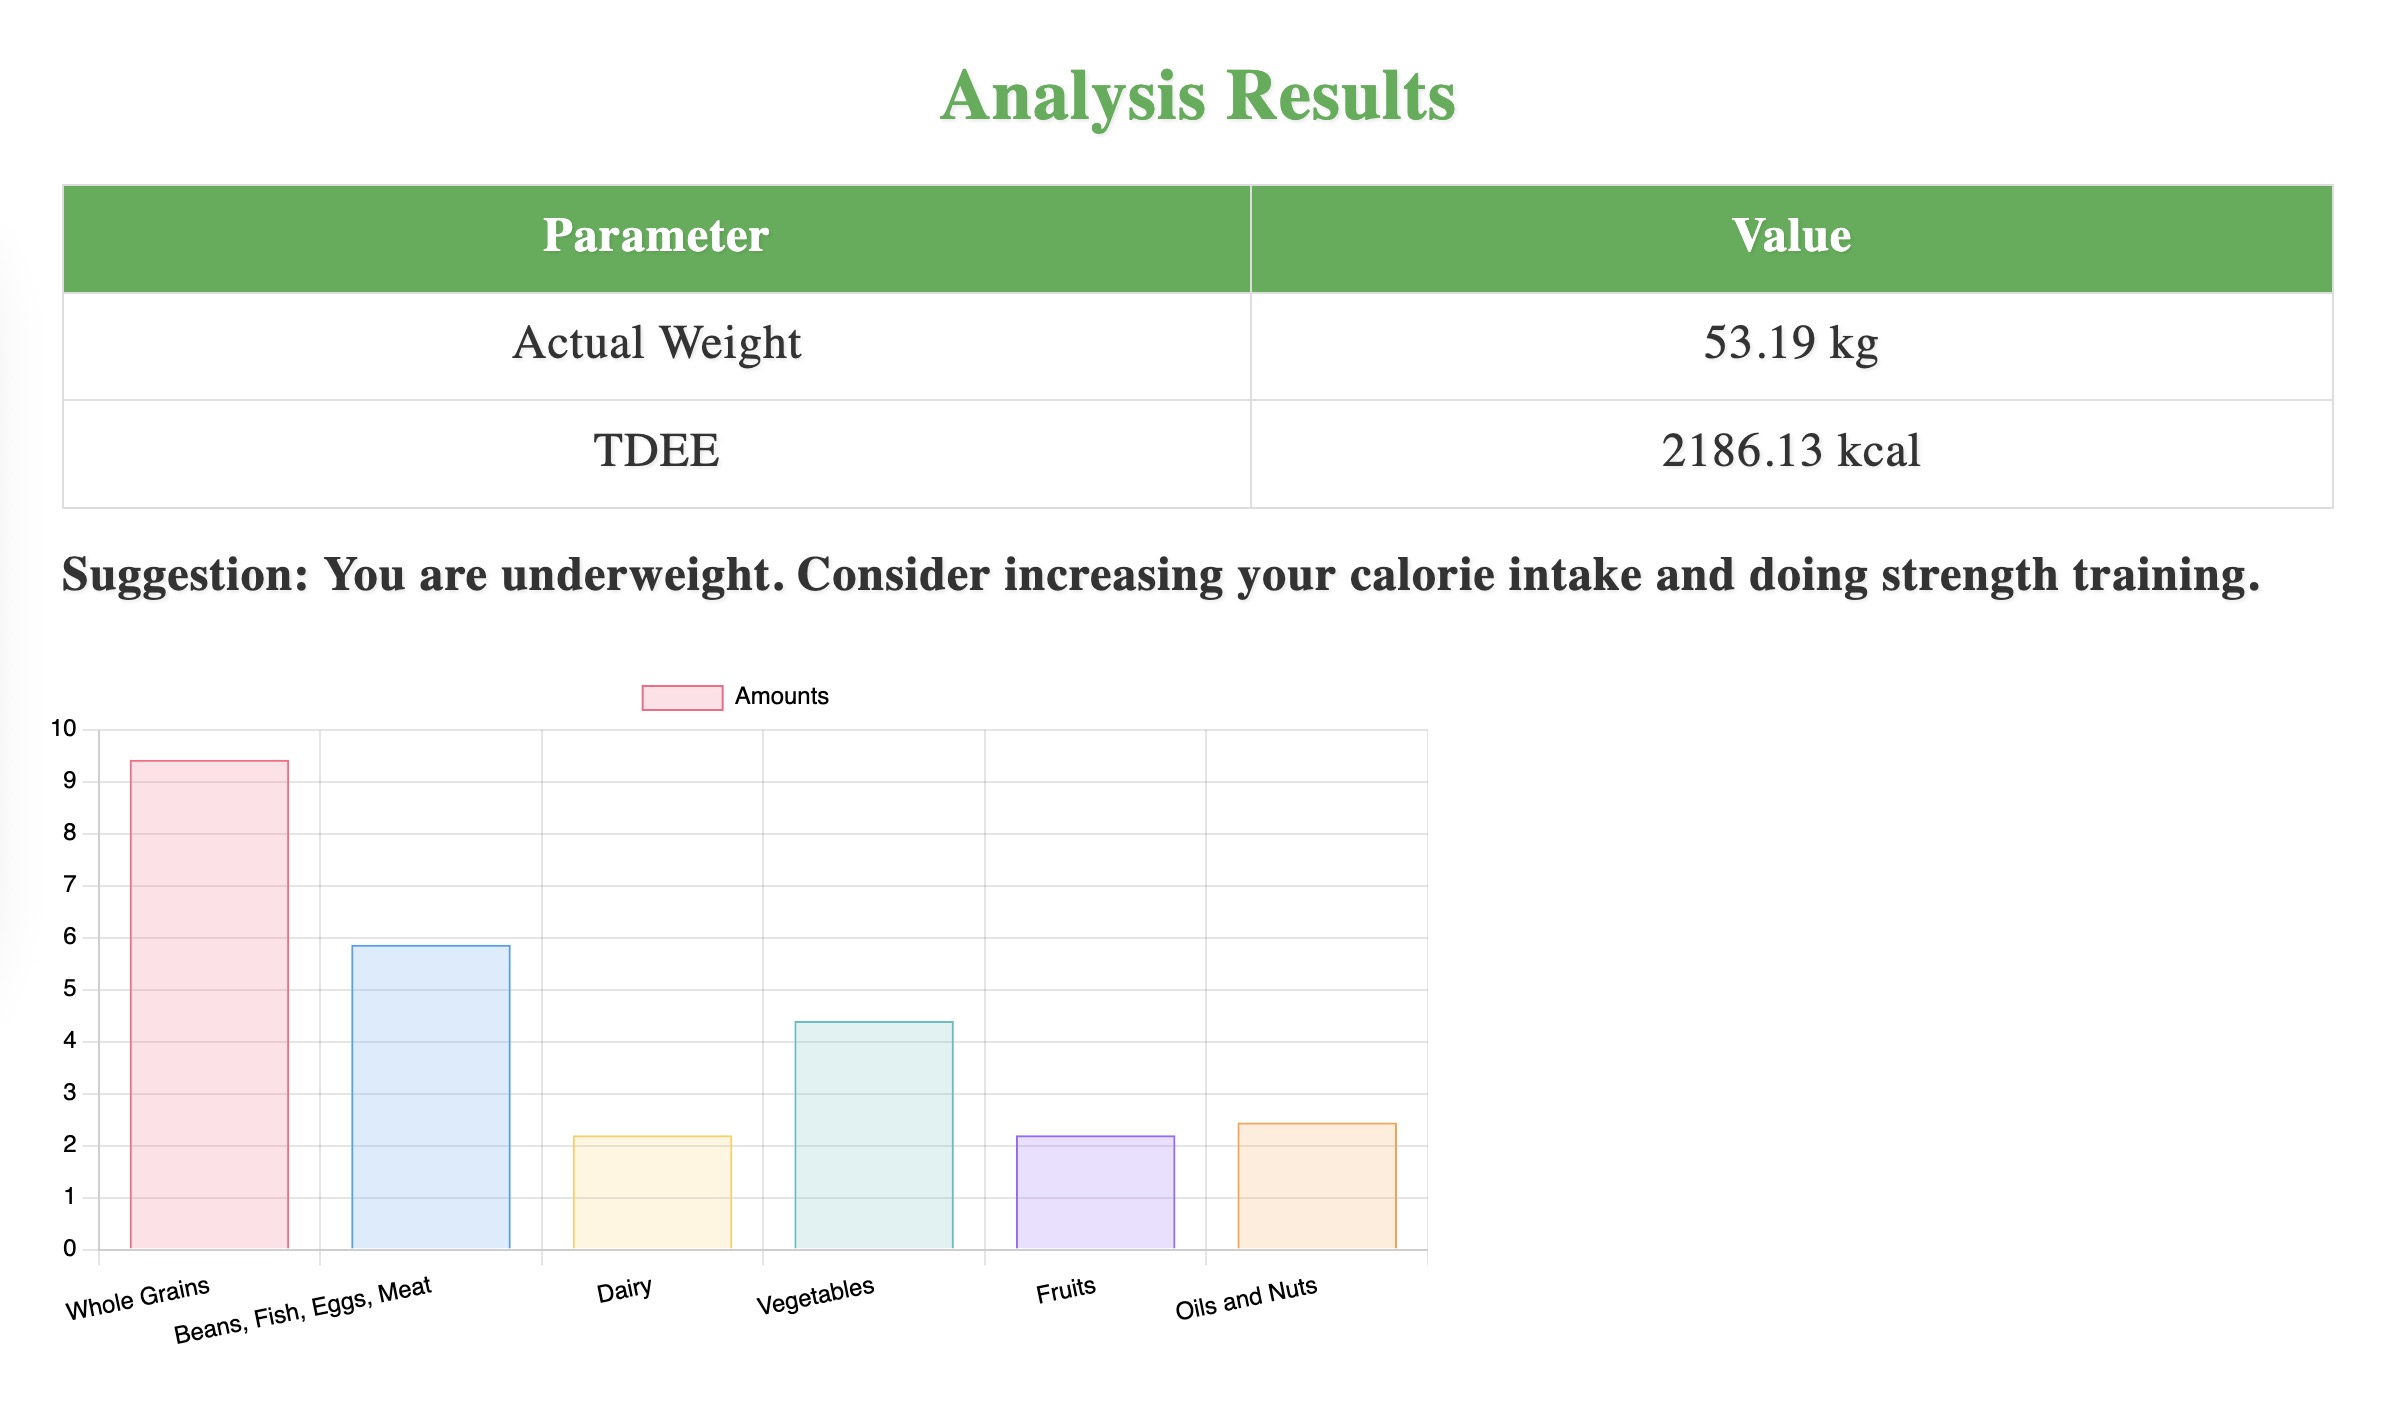 Analysis Results
Parameter Value
Actual Weight 53.19 kg
TDEE 2186.13 kcal
Suggestion: You are underweight. Consider increasing your calorie intake and doing strength training.
Amounts
10
9
8
7
6
5
4
3
2
1
0
Whole Grains
Beans, Fish, Eggs, Meat
Dairy
Vegetables
Fruits
Oils and Nuts